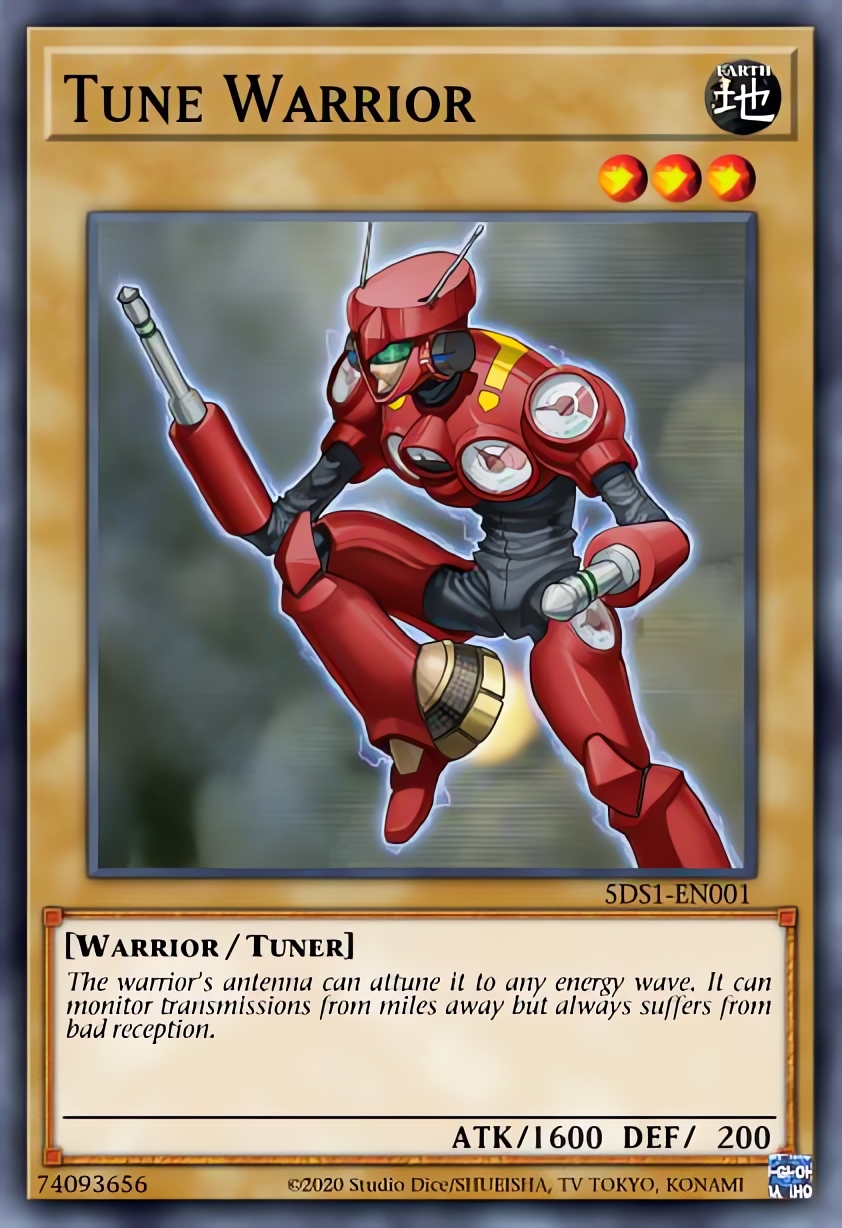 TUNE WARRIOR
EARTH
地
5DS1-EN001
[WARRIOR / TUNER]
The warrior's antenna can attune it to any energy wave. It can
monitor transmissions from miles away but always suffers from
bad reception.
ATK/1600 DEF/ 200
74093656
©2020 Studio Dice/SHUEISHA, TV TOKYO, KONAMI